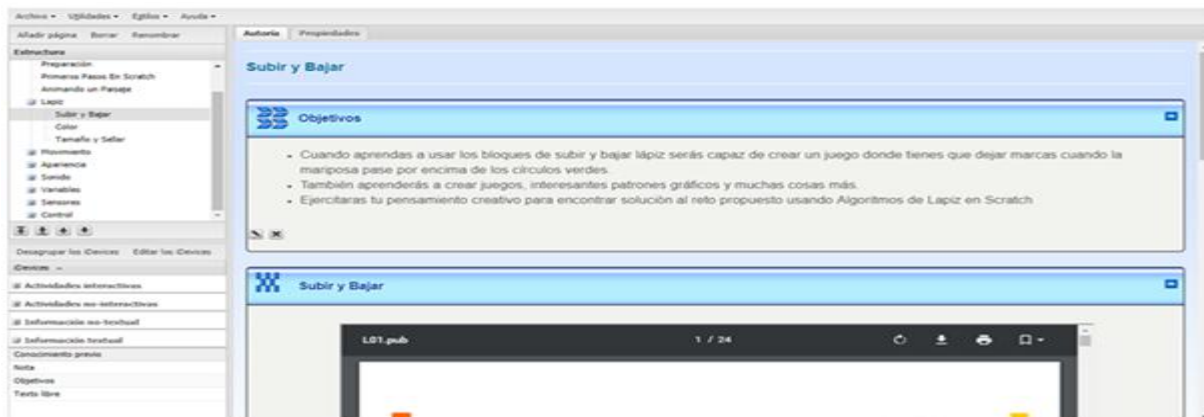 Archivo Utilidades Estilos Ayuda
Añadir página Borrar Renombrar
Autoría Propiedades
Estructura
Preparación
Primeros Pasos En Scratch
Animando un Paisaje
Lapiz
Subir y Bajar
Color
Tamaño y Sellar
Movimiento
Apariencia
Sonido
Variables
Sensores
Control
Desagrupar los iDevices Editar los iDevices
iDevices
Actividades interactivas
Actividades no-interactivas
Información no-textual
Información textual
Conocimiento previo
Nota
Objetivos
Texto libre
Subir y Bajar
Objetivos
Cuando aprendas a usar los bloques de subir y bajar lápiz serás capaz de crear un juego donde tienes que dejar marcas cuando la
mariposa pase por encima de los círculos verdes.
También aprenderás a crear juegos, interesantes patrones gráficos y muchas cosas más.
Ejercitaras tu pensamiento creativo para encontrar solución al reto propuesto usando Algoritmos de Lapiz en Scratch
Subir y Bajar
L01.pub 1 / 24